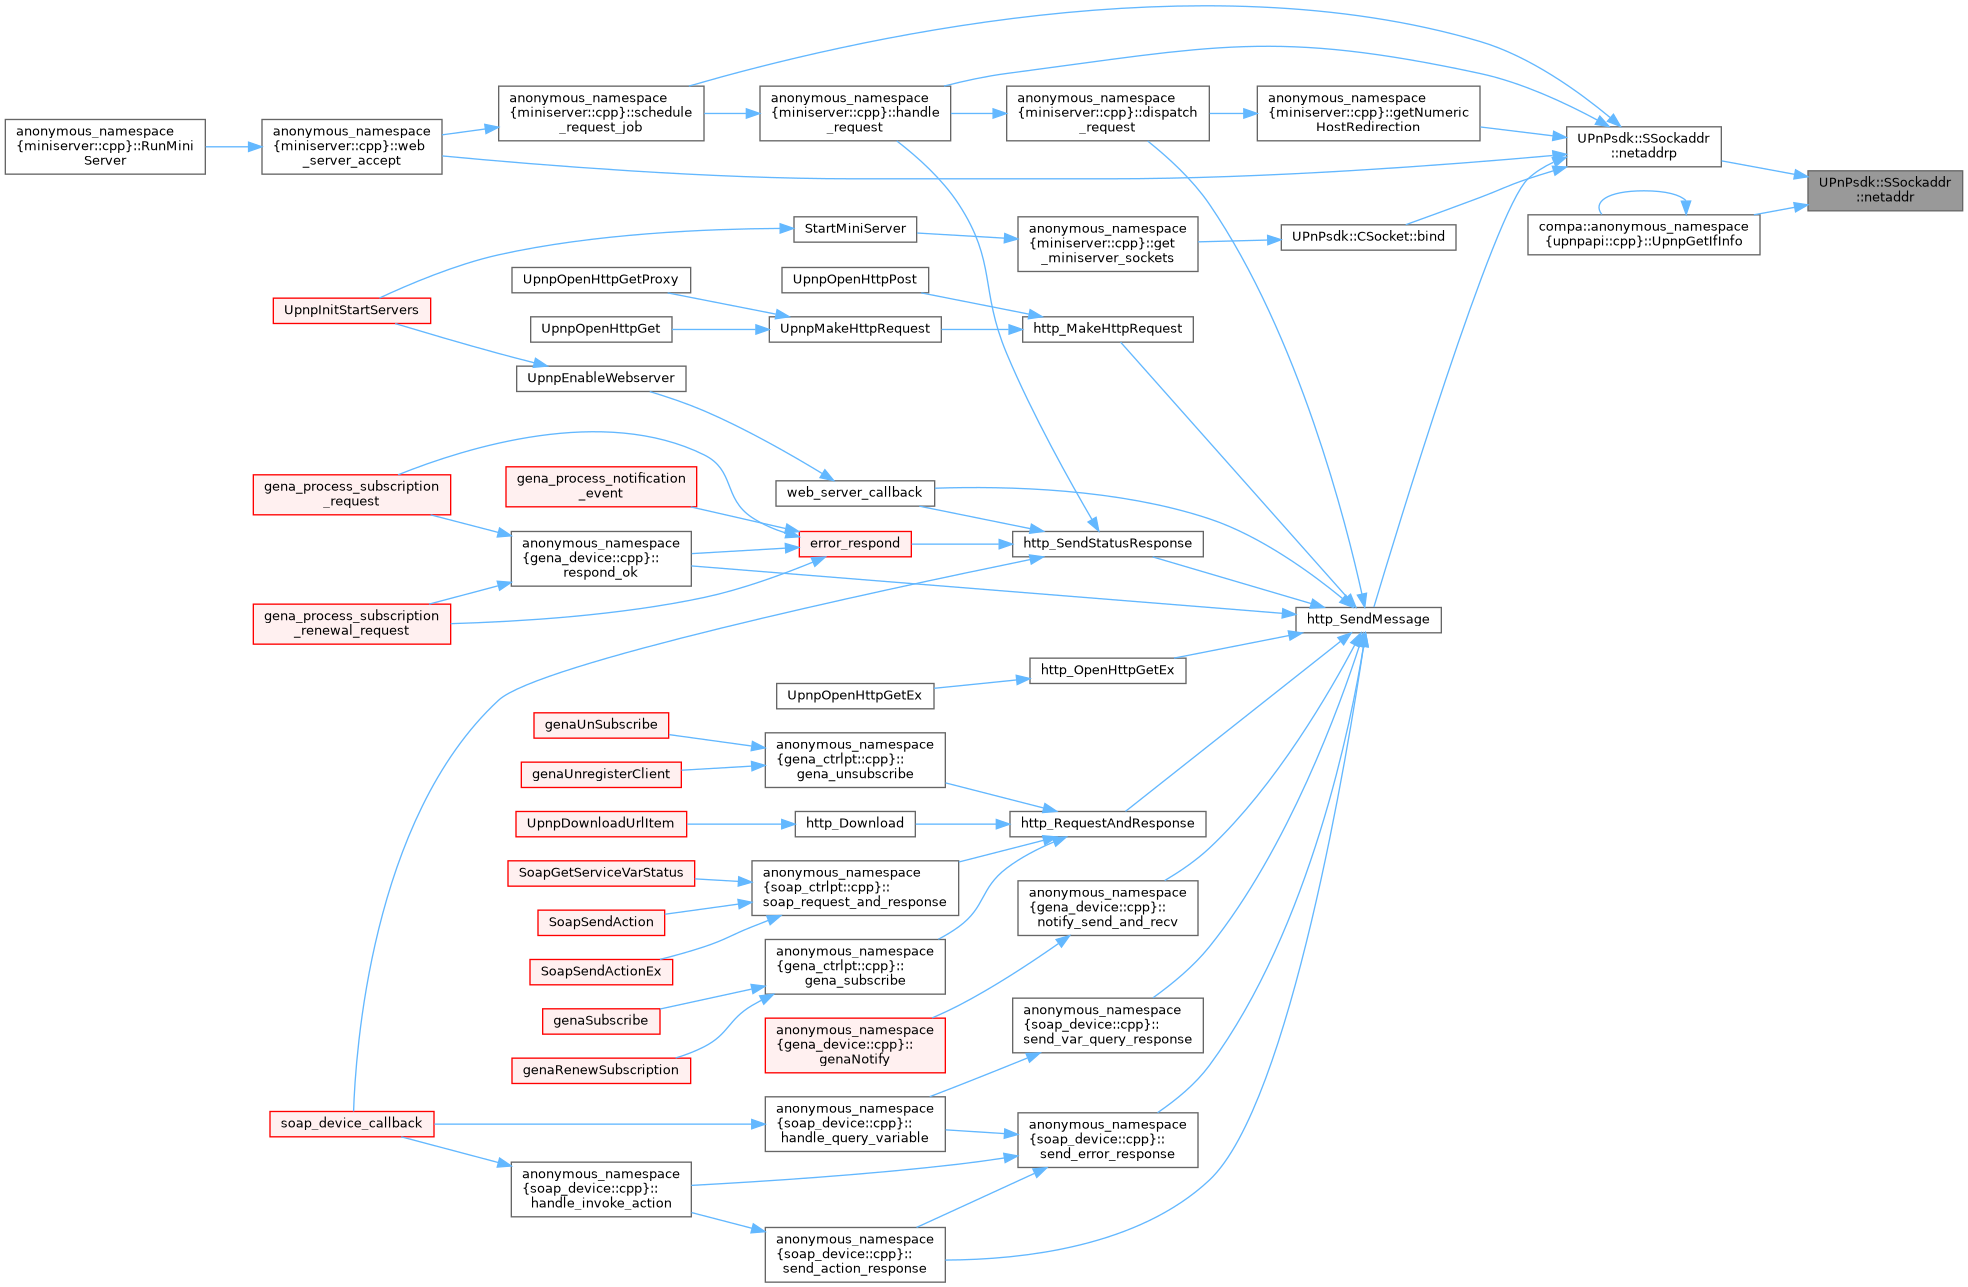 anonymous_namespace
{miniserver::cpp}::RunMini
Server
anonymous_namespace
{miniserver::cpp}::web
_server_accept
anonymous_namespace
{miniserver::cpp}::schedule
_request_job
anonymous_namespace
{miniserver::cpp}::handle
_request
anonymous_namespace
{miniserver::cpp}::dispatch
_request
anonymous_namespace
{miniserver::cpp}::getNumeric
HostRedirection
UPnPsdk::SSockaddr
::netaddrp
UPnPsdk::SSockaddr
::netaddr
compa::anonymous_namespace
{upnpapi::cpp}::UpnpGetIfInfo
UPnPsdk::CSocket::bind
anonymous_namespace
{miniserver::cpp}::get
_miniserver_sockets
StartMiniServer
UpnpInitStartServers
UpnpOpenHttpGetProxy
UpnpOpenHttpPost
UpnpOpenHttpGet
UpnpMakeHttpRequest
http_MakeHttpRequest
UpnpEnableWebserver
gena_process_subscription
_request
gena_process_notification
_event
web_server_callback
anonymous_namespace
{gena_device::cpp}::
respond_ok
error_respond
http_SendStatusResponse
gena_process_subscription
_renewal_request
http_SendMessage
http_OpenHttpGetEx
UpnpOpenHttpGetEx
genaUnSubscribe
genaUnregisterClient
anonymous_namespace
{gena_ctrlpt::cpp}::
gena_unsubscribe
UpnpDownloadUrlItem
http_Download
http_RequestAndResponse
SoapGetServiceVarStatus
SoapSendAction
SoapSendActionEx
anonymous_namespace
{soap_ctrlpt::cpp}::
soap_request_and_response
anonymous_namespace
{gena_device::cpp}::
notify_send_and_recv
anonymous_namespace
{gena_ctrlpt::cpp}::
gena_subscribe
genaSubscribe
genaRenewSubscription
anonymous_namespace
{gena_device::cpp}::
genaNotify
anonymous_namespace
{soap_device::cpp}::
send_var_query_response
soap_device_callback
anonymous_namespace
{soap_device::cpp}::
handle_query_variable
anonymous_namespace
{soap_device::cpp}::
send_error_response
anonymous_namespace
{soap_device::cpp}::
handle_invoke_action
anonymous_namespace
{soap_device::cpp}::
send_action_response